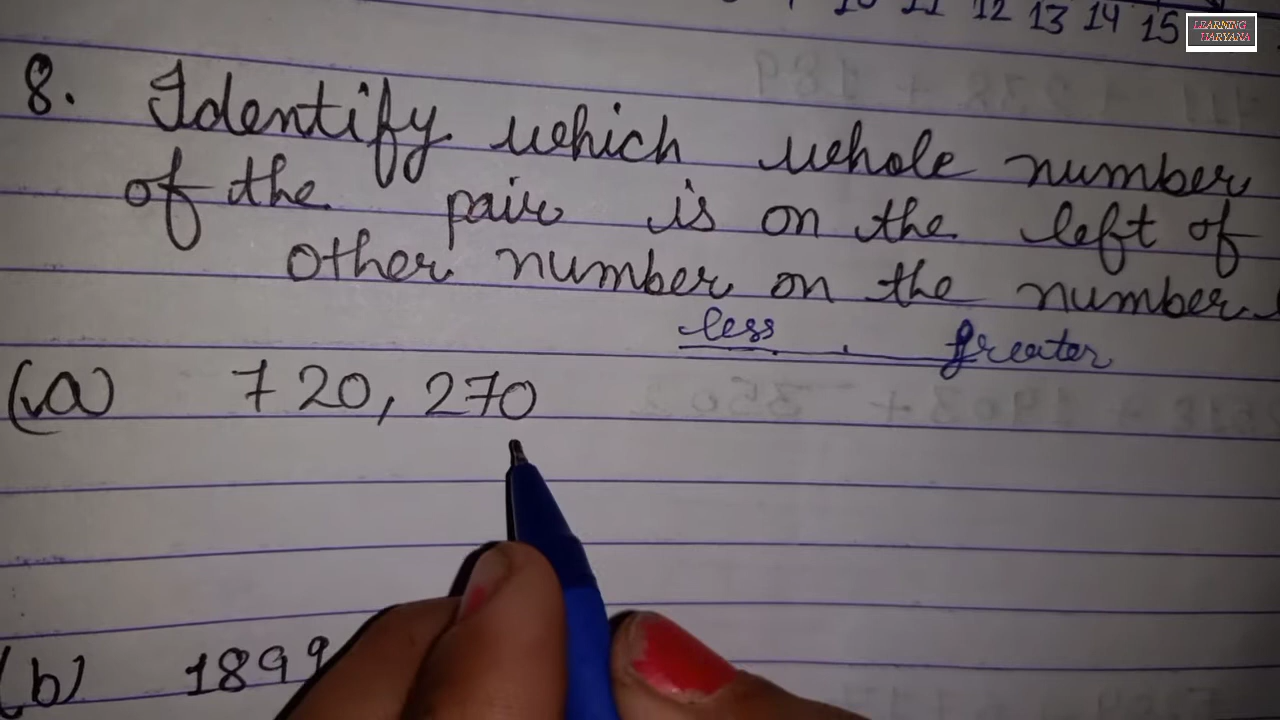 10 11 12 13 14 15
LEARNING
HARYANA
8. Identify which whole number
of the pair is on the left of
other number on the number
less greater
(a) 720, 270
(b) 1899